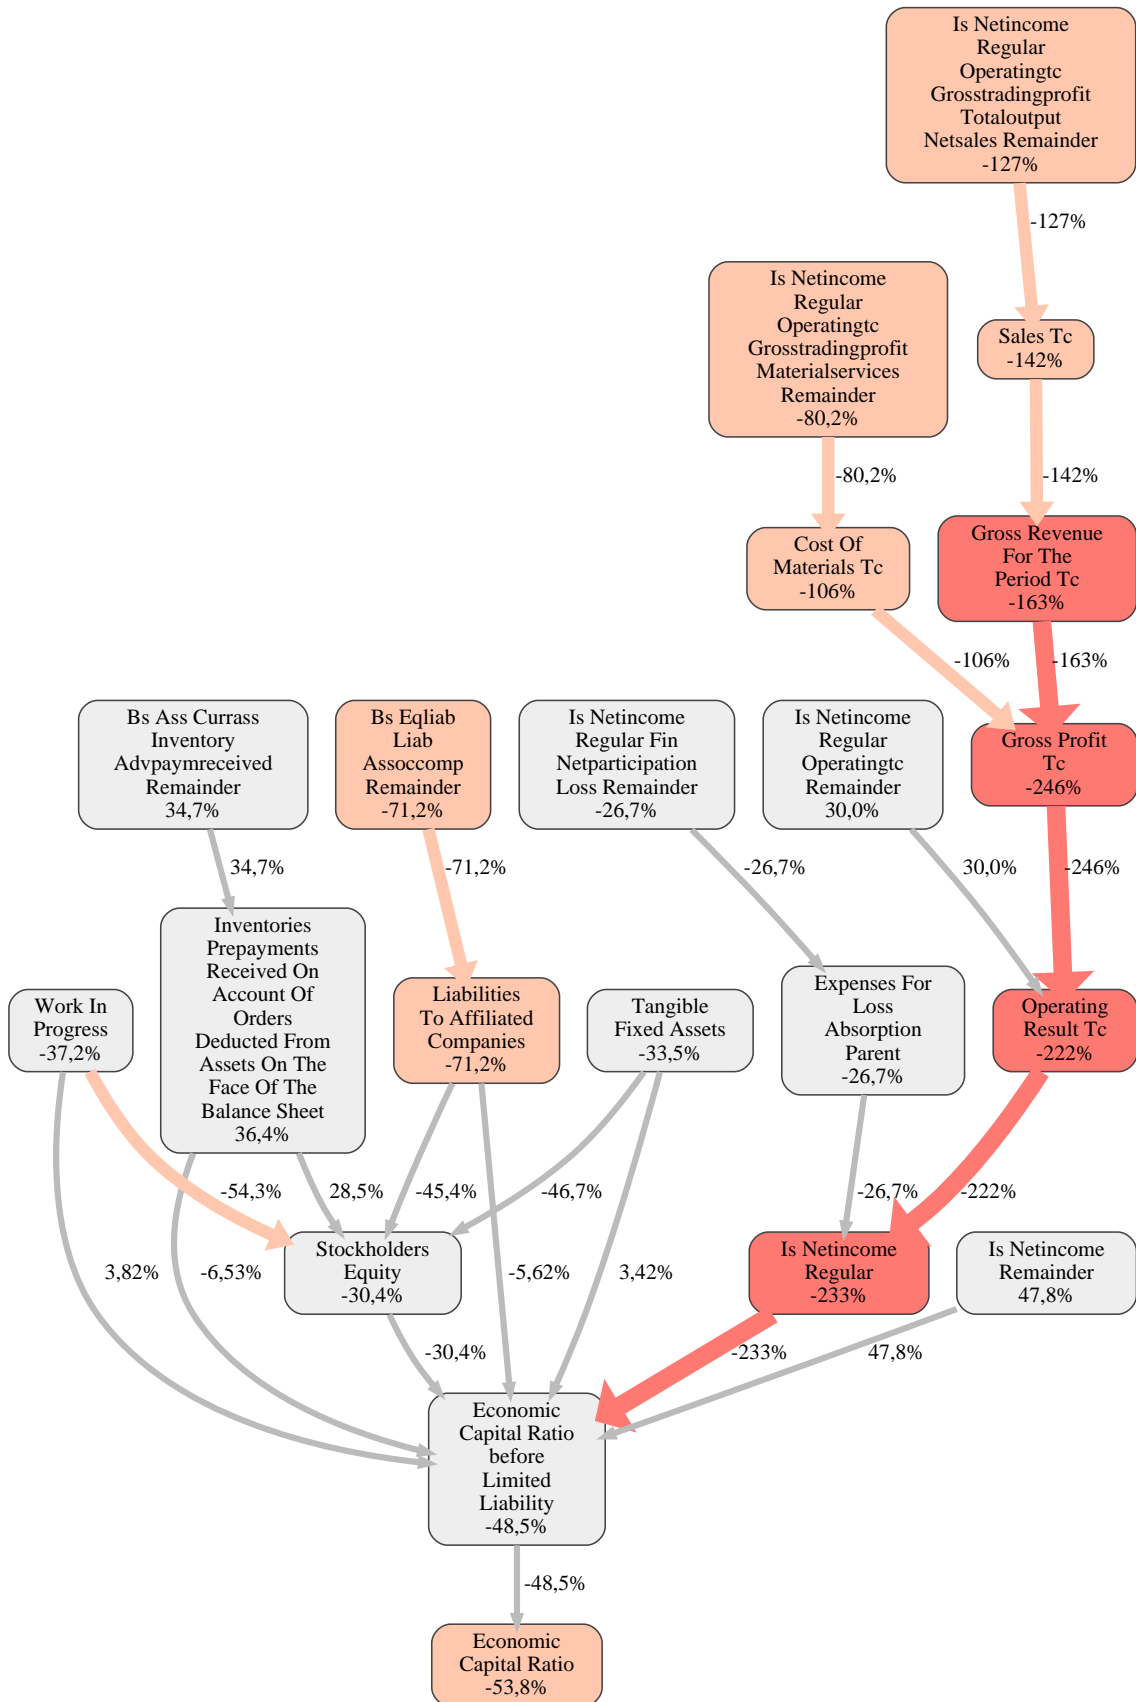 Is Netincome
Regular
Operatingtc
Grosstradingprofit
Totaloutput
Netsales Remainder
-127%
-127%
Is Netincome
Regular
Operatingtc
Grosstradingprofit
Materialservices
Remainder
-80,2%
Sales Tc
-142%
-80,2%
-142%
Cost Of
Materials Tc
-106%
Gross Revenue
For The
Period Tc
-163%
-106%
-163%
Bs Ass Currass
Inventory
Advpaymreceived
Remainder
34,7%
Bs Eqliab
Liab
Assoccomp
Remainder
-71,2%
Is Netincome
Regular Fin
Netparticipation
Loss Remainder
-26,7%
Is Netincome
Regular
Operatingtc
Remainder
30,0%
Gross Profit
Tc
-246%
34,7%
-71,2%
-26,7%
30,0%
-246%
Inventories
Prepayments
Received On
Account Of
Orders
Deducted From
Assets On The
Face Of The
Balance Sheet
36,4%
Work In
Progress
-37,2%
Liabilities
To Affiliated
Companies
-71,2%
Tangible
Fixed Assets
-33,5%
Expenses For
Loss
Absorption
Parent
-26,7%
Operating
Result Tc
-222%
-54,3%
28,5%
-45,4%
-46,7%
-26,7%
-222%
Stockholders
Equity
-30,4%
Is Netincome
Regular
-233%
Is Netincome
Remainder
47,8%
3,82%
-6,53%
-5,62%
3,42%
-30,4%
-233%
47,8%
Economic
Capital Ratio
before
Limited
Liability
-48,5%
-48,5%
Economic
Capital Ratio
-53,8%